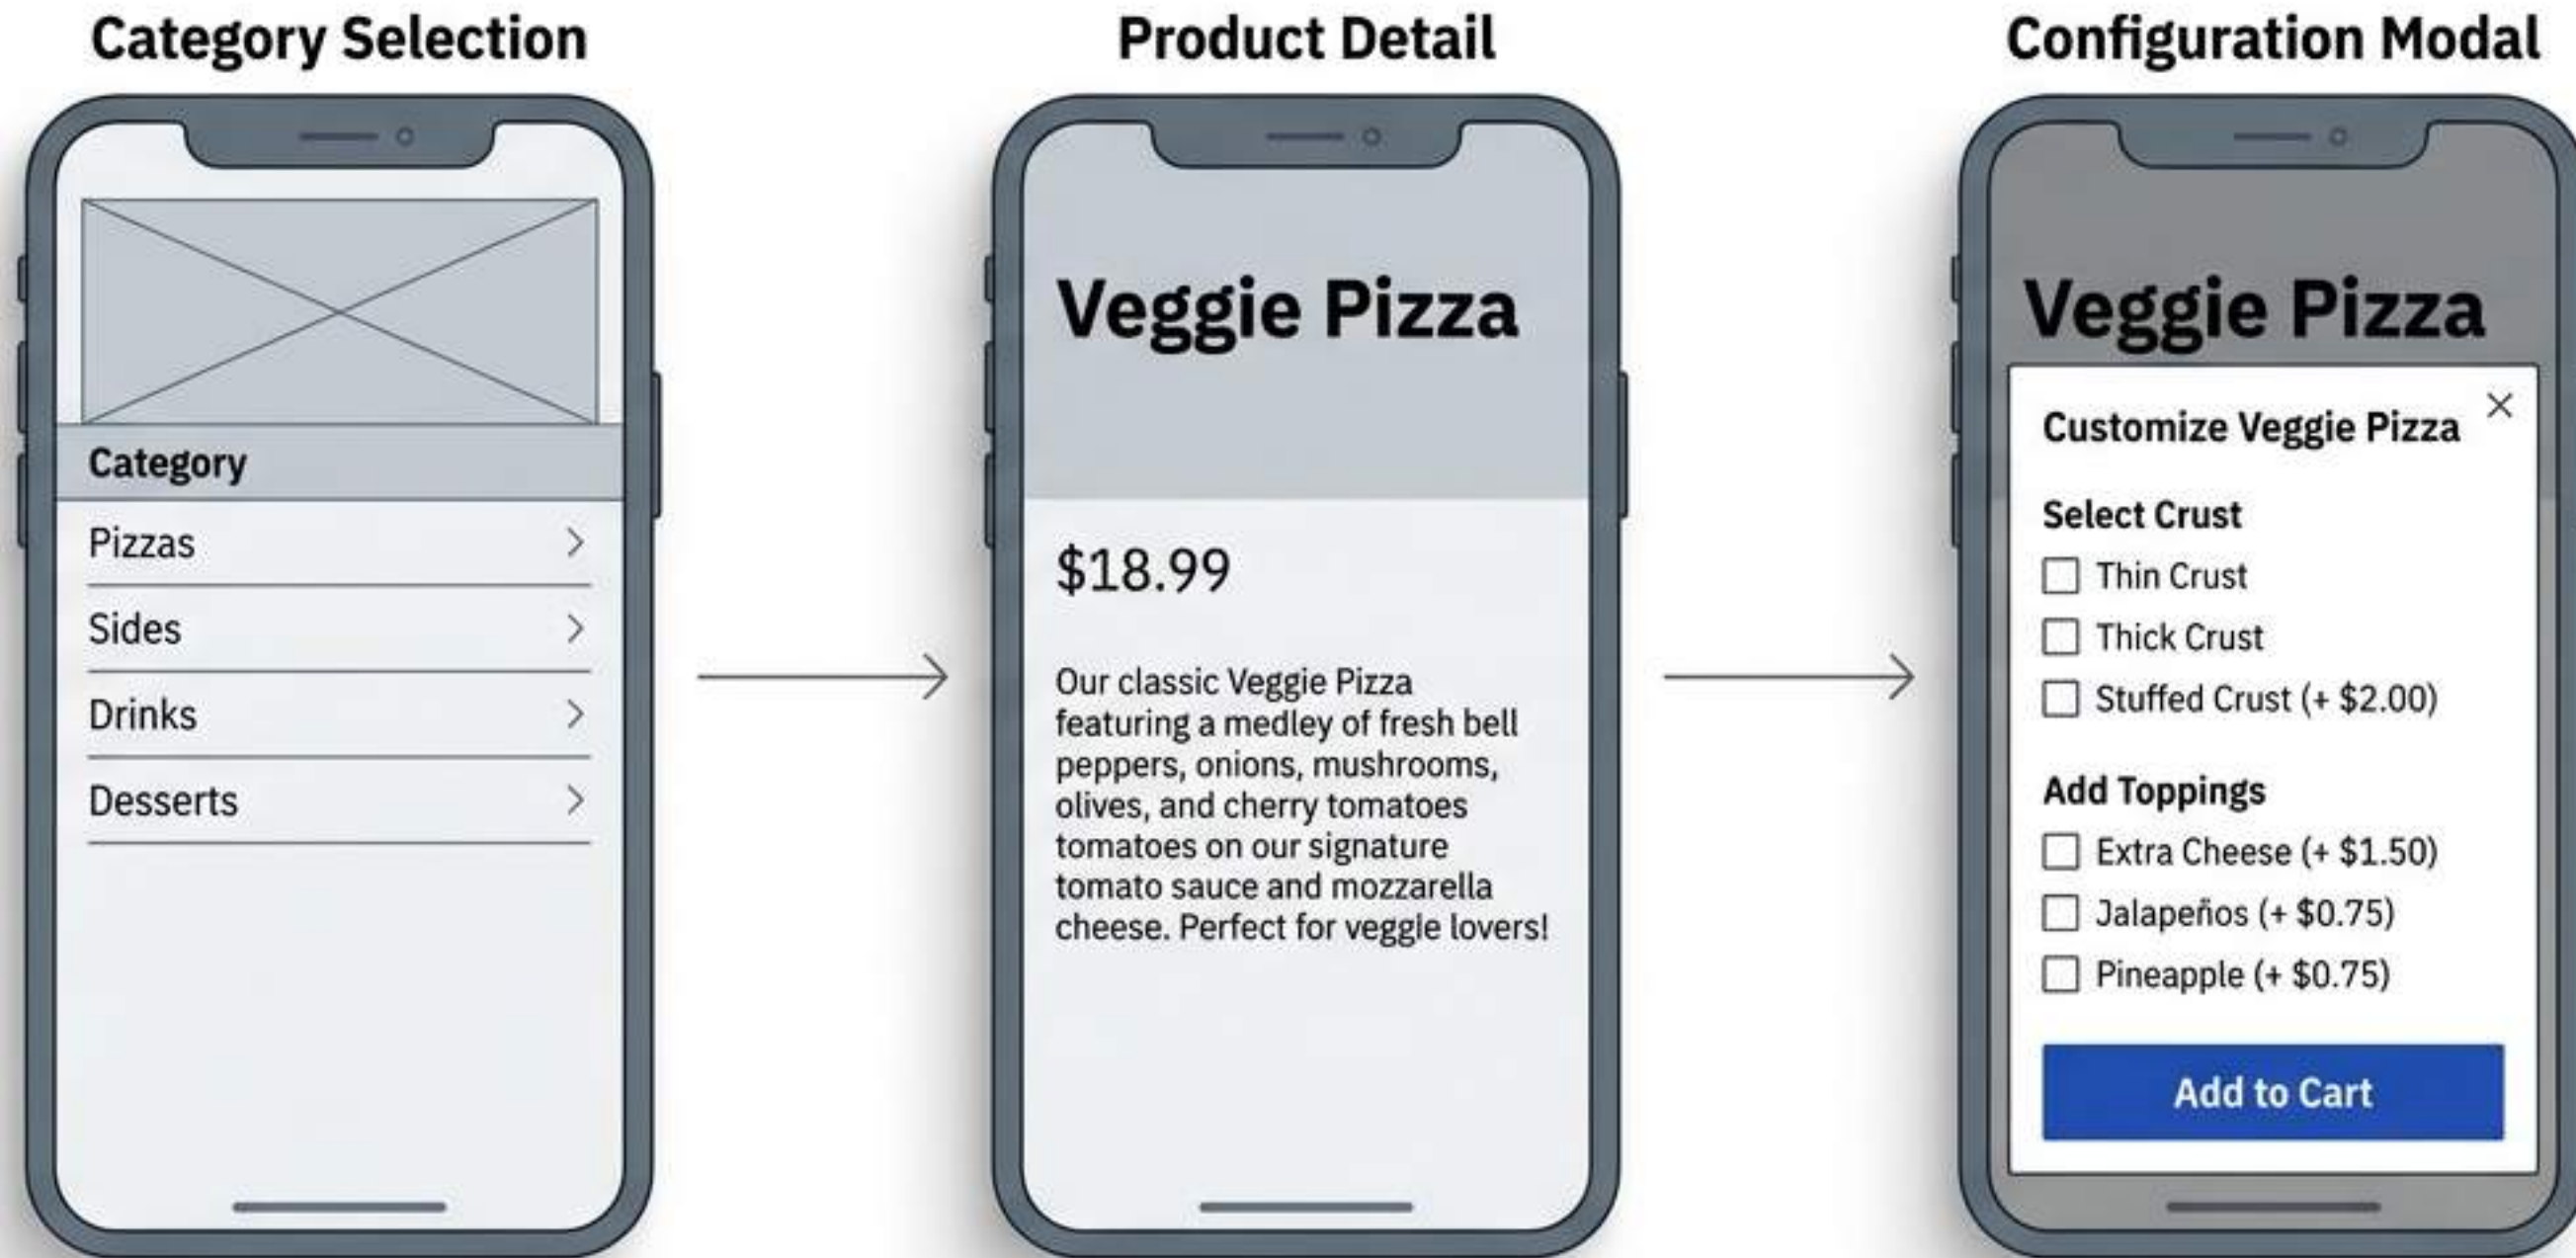 Category Selection
Category
Pizzas
Sides
Drinks
Desserts
Product Detail
Veggie Pizza
$18.99
Our classic Veggie Pizza
featuring a medley of fresh bell
peppers, onions, mushrooms,
olives, and cherry tomatoes
tomatoes on our signature
tomato sauce and mozzarella
cheese. Perfect for veggie lovers!
Configuration Modal
Veggie Pizza
Customize Veggie Pizza
Select Crust
Thin Crust
Thick Crust
Stuffed Crust (+ $2.00)
Add Toppings
Extra Cheese (+ $1.50)
Jalapeños (+ $0.75)
Pineapple (+ $0.75)
Add to Cart